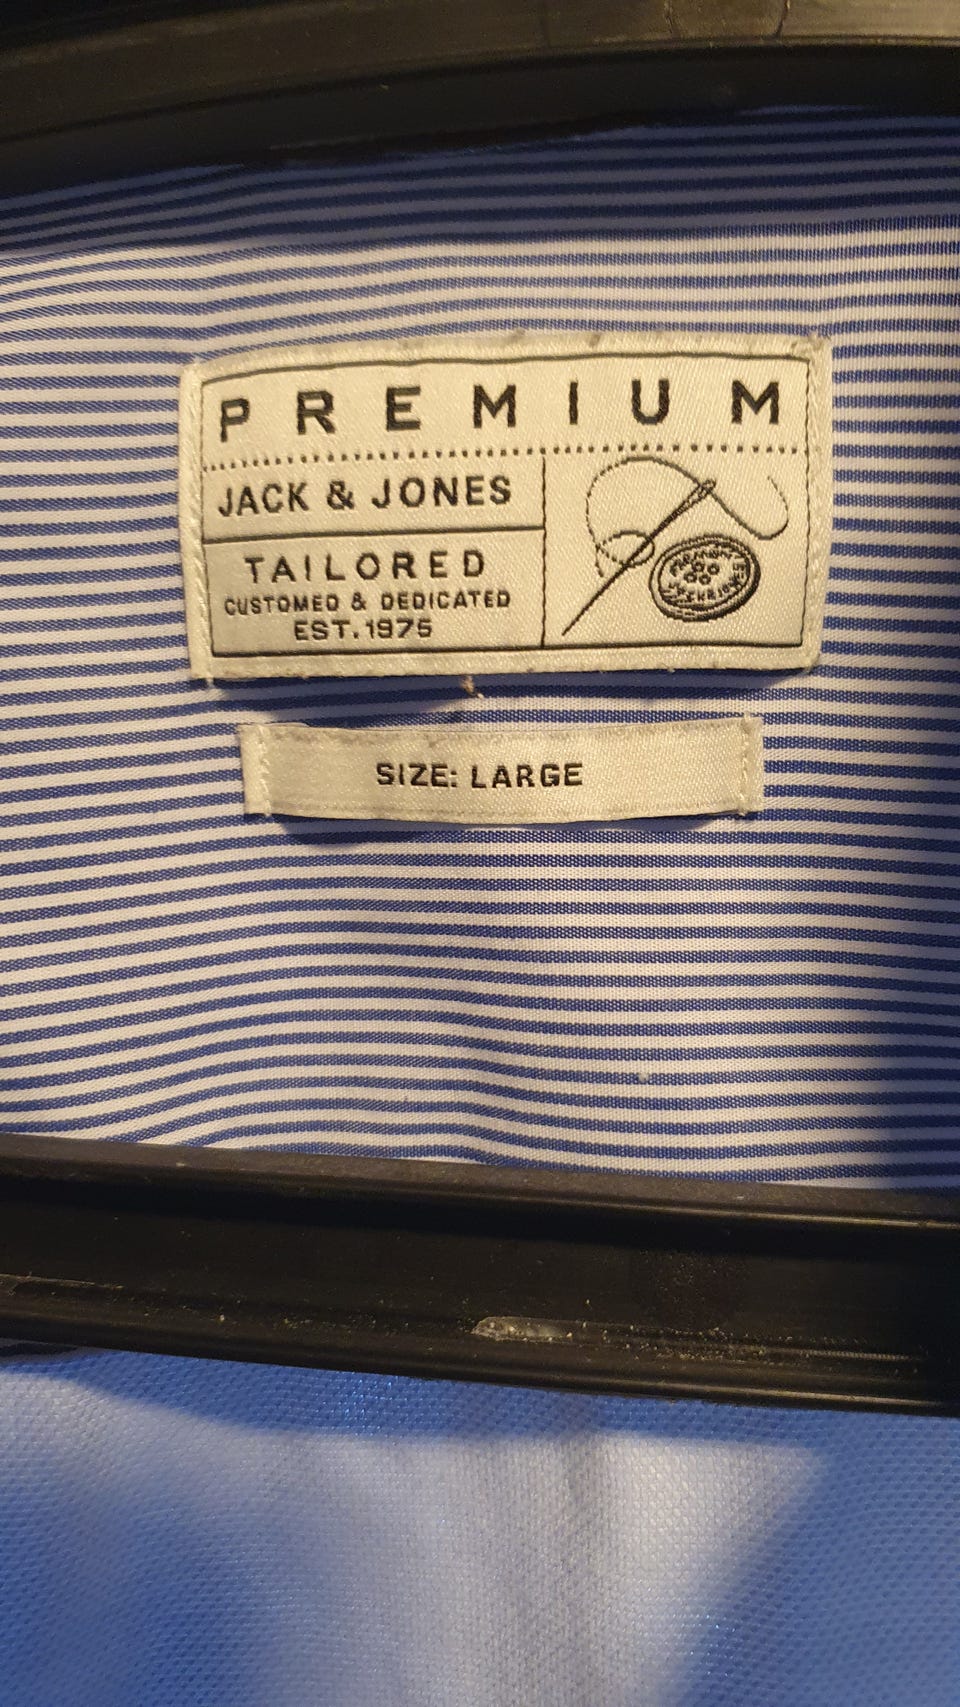 PREMIUM
JACK & JONES
TAILORED
CUSTOMED & DEDICATED
EST.1975
SIZE: LARGE